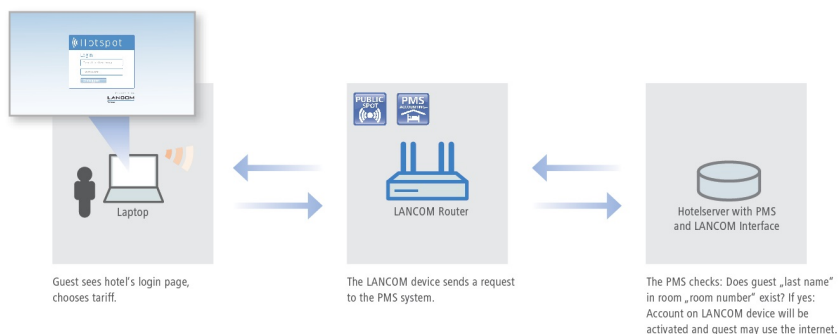 Hotspot
Login
LANCOM
PUBLIC
SPOT
PMS
ACCOUNTING
Laptop
LANCOM Router
Hotelserver with PMS
and LANCOM Interface
Guest sees hotel's login page,
chooses tariff.
The LANCOM device sends a request
to the PMS system.
The PMS checks: Does guest „last name"
in room „room number" exist? If yes:
Account on LANCOM device will be
activated and guest may use the internet.